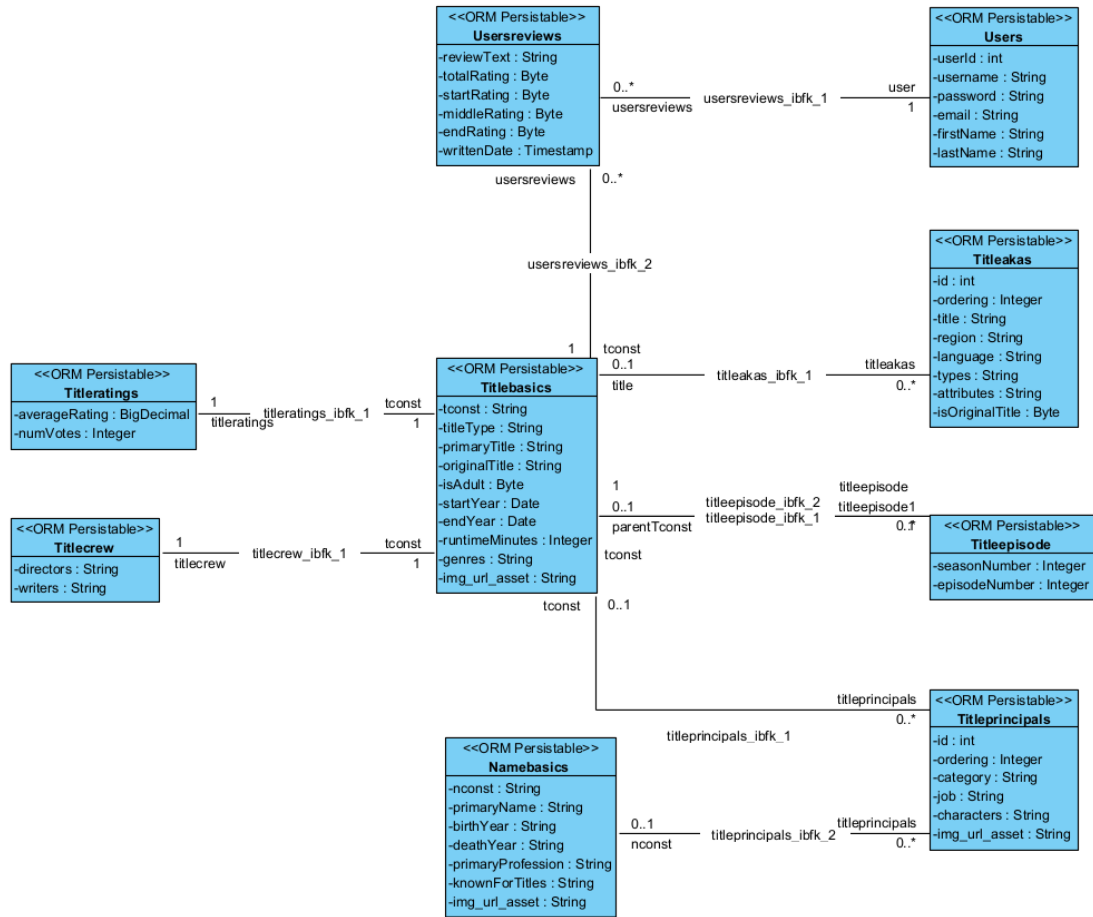 <<ORM Persistable>>
Usersreviews
-reviewText : String
-totalRating : Byte
-startRating : Byte
-middleRating : Byte
-endRating : Byte
-writtenDate : Timestamp
<<ORM Persistable>>
Users
-userId : int
-username : String
-password : String
-email : String
-firstName : String
-lastName : String
0..*
usersreviews
usersreviews_ibfk_1
user
1
usersreviews
0..*
usersreviews_ibfk_2
1
tconst
<<ORM Persistable>>
Titleakas
-id : int
-ordering : Integer
-title : String
-region : String
-language : String
-types : String
-attributes : String
-isOriginalTitle : Byte
0..1
title
titleakas_ibfk_1
titleakas
0..*
<<ORM Persistable>>
Titleratings
-averageRating : BigDecimal
-numVotes : Integer
1
titleratings
titleratings_ibfk_1
tconst
1
<<ORM Persistable>>
Titlebasics
-tconst : String
-titleType : String
-primaryTitle : String
-originalTitle : String
-isAdult : Byte
-startYear : Date
-endYear : Date
-runtimeMinutes : Integer
-genres : String
-img_url_asset : String
1
0..1
parentTconst
tconst
titleepisode_ibfk_2
titleepisode_ibfk_1
titleepisode
titleepisode1
<<ORM Persistable>>
Titleepisode
-seasonNumber : Integer
-episodeNumber : Integer
<<ORM Persistable>>
Titlecrew
-directors : String
-writers : String
1
titlecrew
titlecrew_ibfk_1
tconst
1
tconst
0..1
titleprincipals
0..*
titleprincipals_ibfk_1
<<ORM Persistable>>
Titleprincipals
-id : int
-ordering : Integer
-category : String
-job : String
-characters : String
-img_url_asset : String
<<ORM Persistable>>
Namebasics
-nconst : String
-primaryName : String
-birthYear : String
-deathYear : String
-primaryProfession : String
-knownForTitles : String
-img_url_asset : String
0..1
nconst
titleprincipals_ibfk_2
titleprincipals
0..*